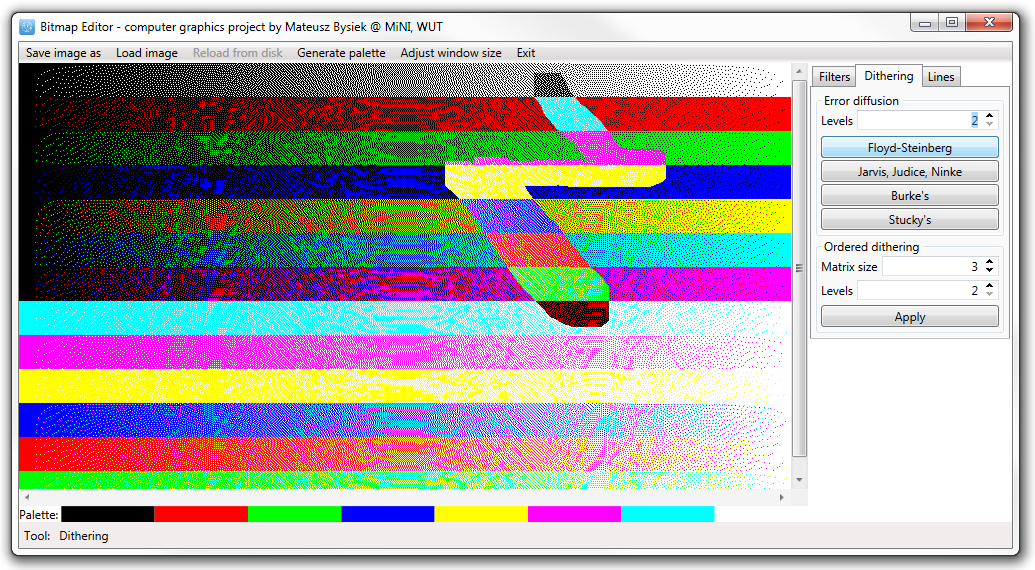 Bitmap Editor - computer graphics project by Mateusz Bysiek @ MiNI, WUT
Save image as Load image Reload from disk Generate palette Adjust window size Exit
Filters Dithering Lines
Error diffusion
Levels 2
Floyd-Steinberg
Jarvis, Judice, Ninke
Burke's
Stucky's
Ordered dithering
Matrix size 3
Levels 2
Apply
Palette:
Tool: Dithering